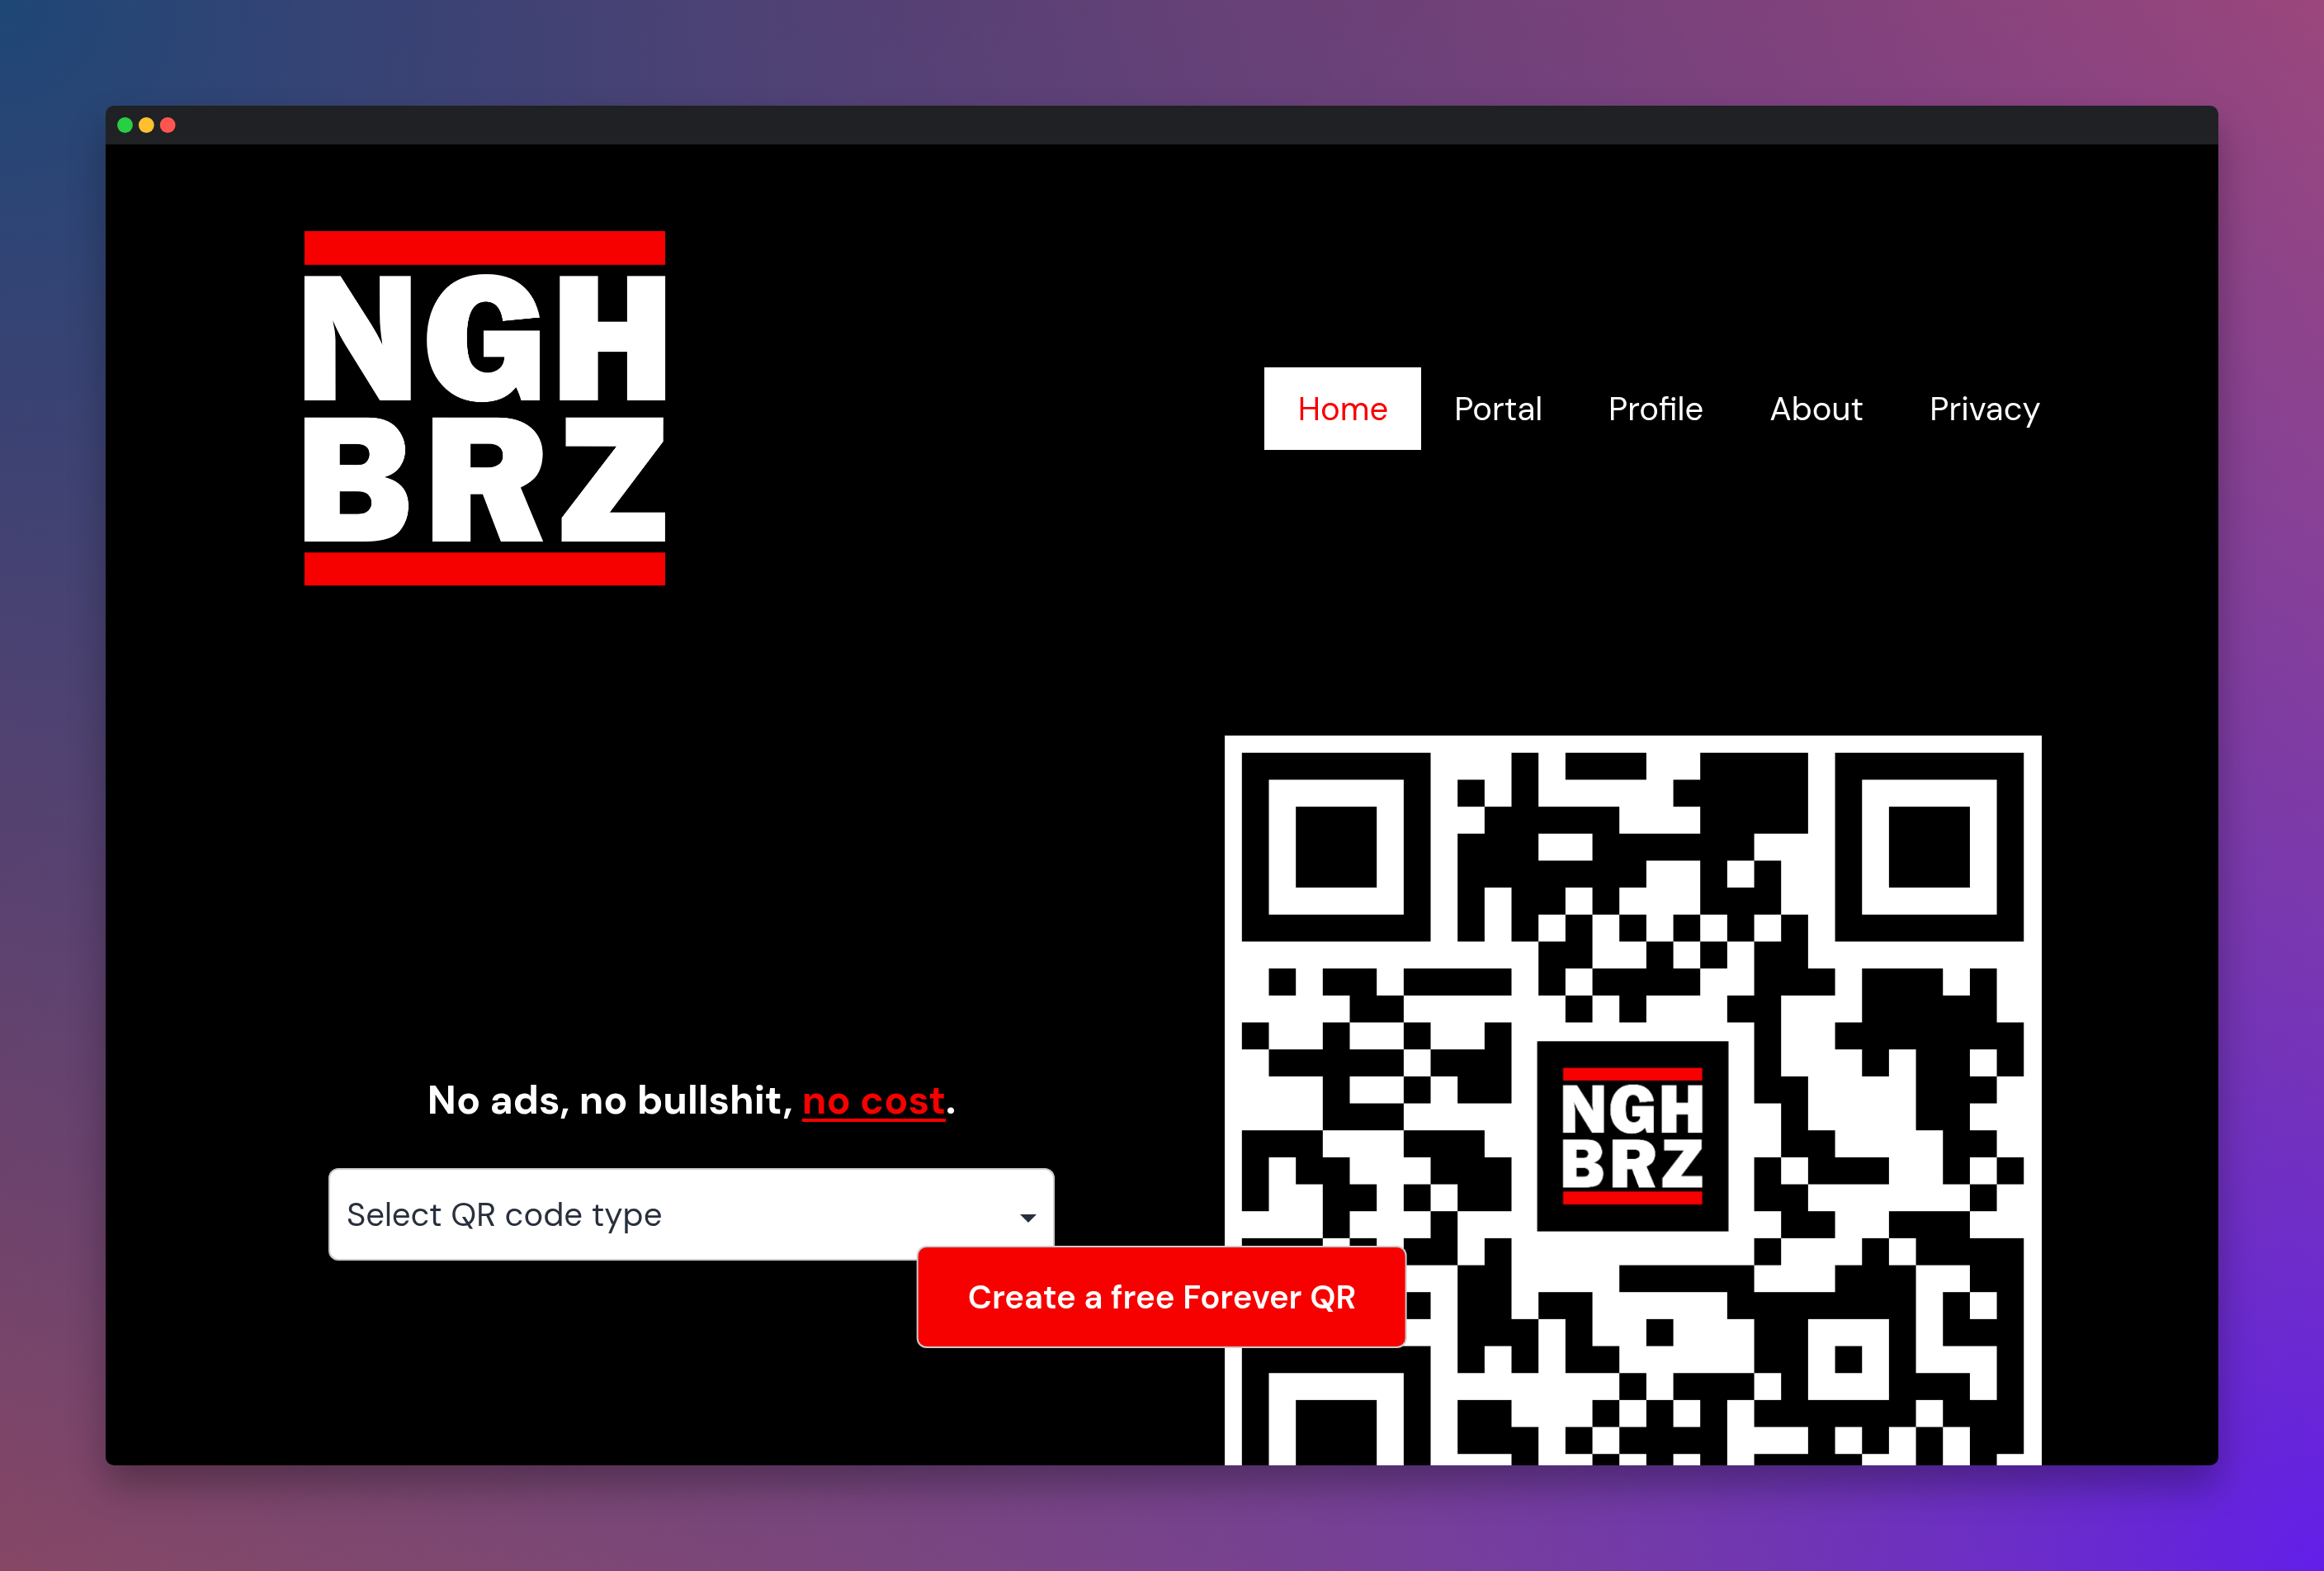 NGH
BRZ
Home Portal Profile About Privacy
No ads, no bullshit, no cost.
Select QR code type
Create a free Forever QR
NGH
BRZ